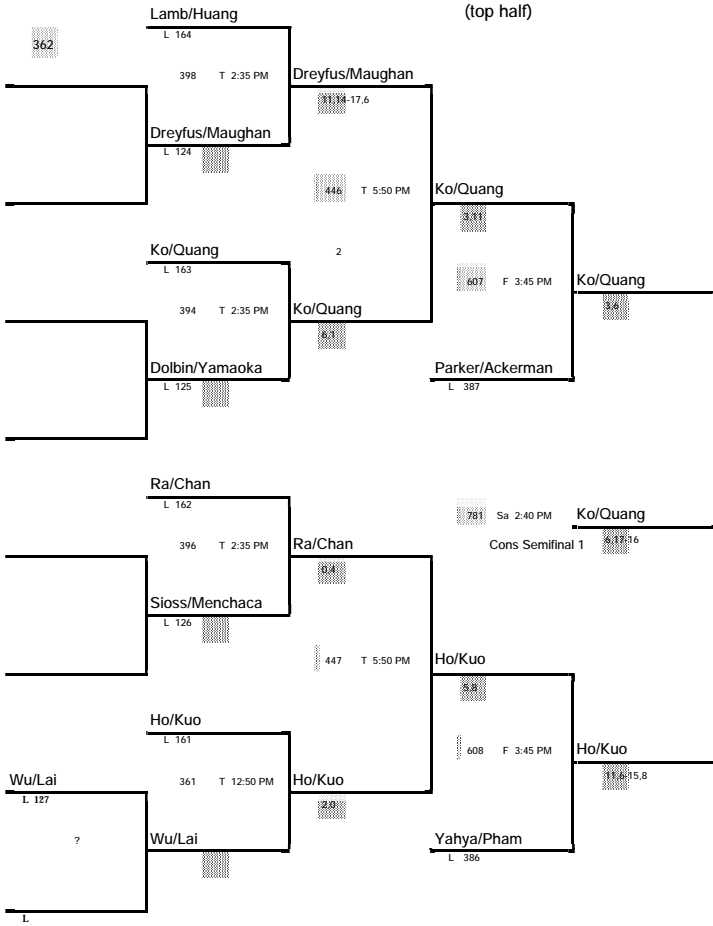 Lamb/Huang
(top half)
L 164
362
398 T 2:35 PM
Dreyfus/Maughan
11,14-17,6
Dreyfus/Maughan
L 124
446 T 5:50 PM
Ko/Quang
3,11
Ko/Quang
2
L 163
607 F 3:45 PM
Ko/Quang
394 T 2:35 PM
Ko/Quang
3,6
6,1
Dolbin/Yamaoka
Parker/Ackerman
L 125
L 387
Ra/Chan
L 162
781 Sa 2:40 PM
Ko/Quang
396 T 2:35 PM
Ra/Chan
Cons Semifinal 1
6,17-16
0,4
Sioss/Menchaca
L 126
447 T 5:50 PM
Ho/Kuo
5,8
Ho/Kuo
L 161
608 F 3:45 PM
Ho/Kuo
Wu/Lai
361 T 12:50 PM
Ho/Kuo
11,6-15,8
L 127
2,0
?
Wu/Lai
Yahya/Pham
L 386
L